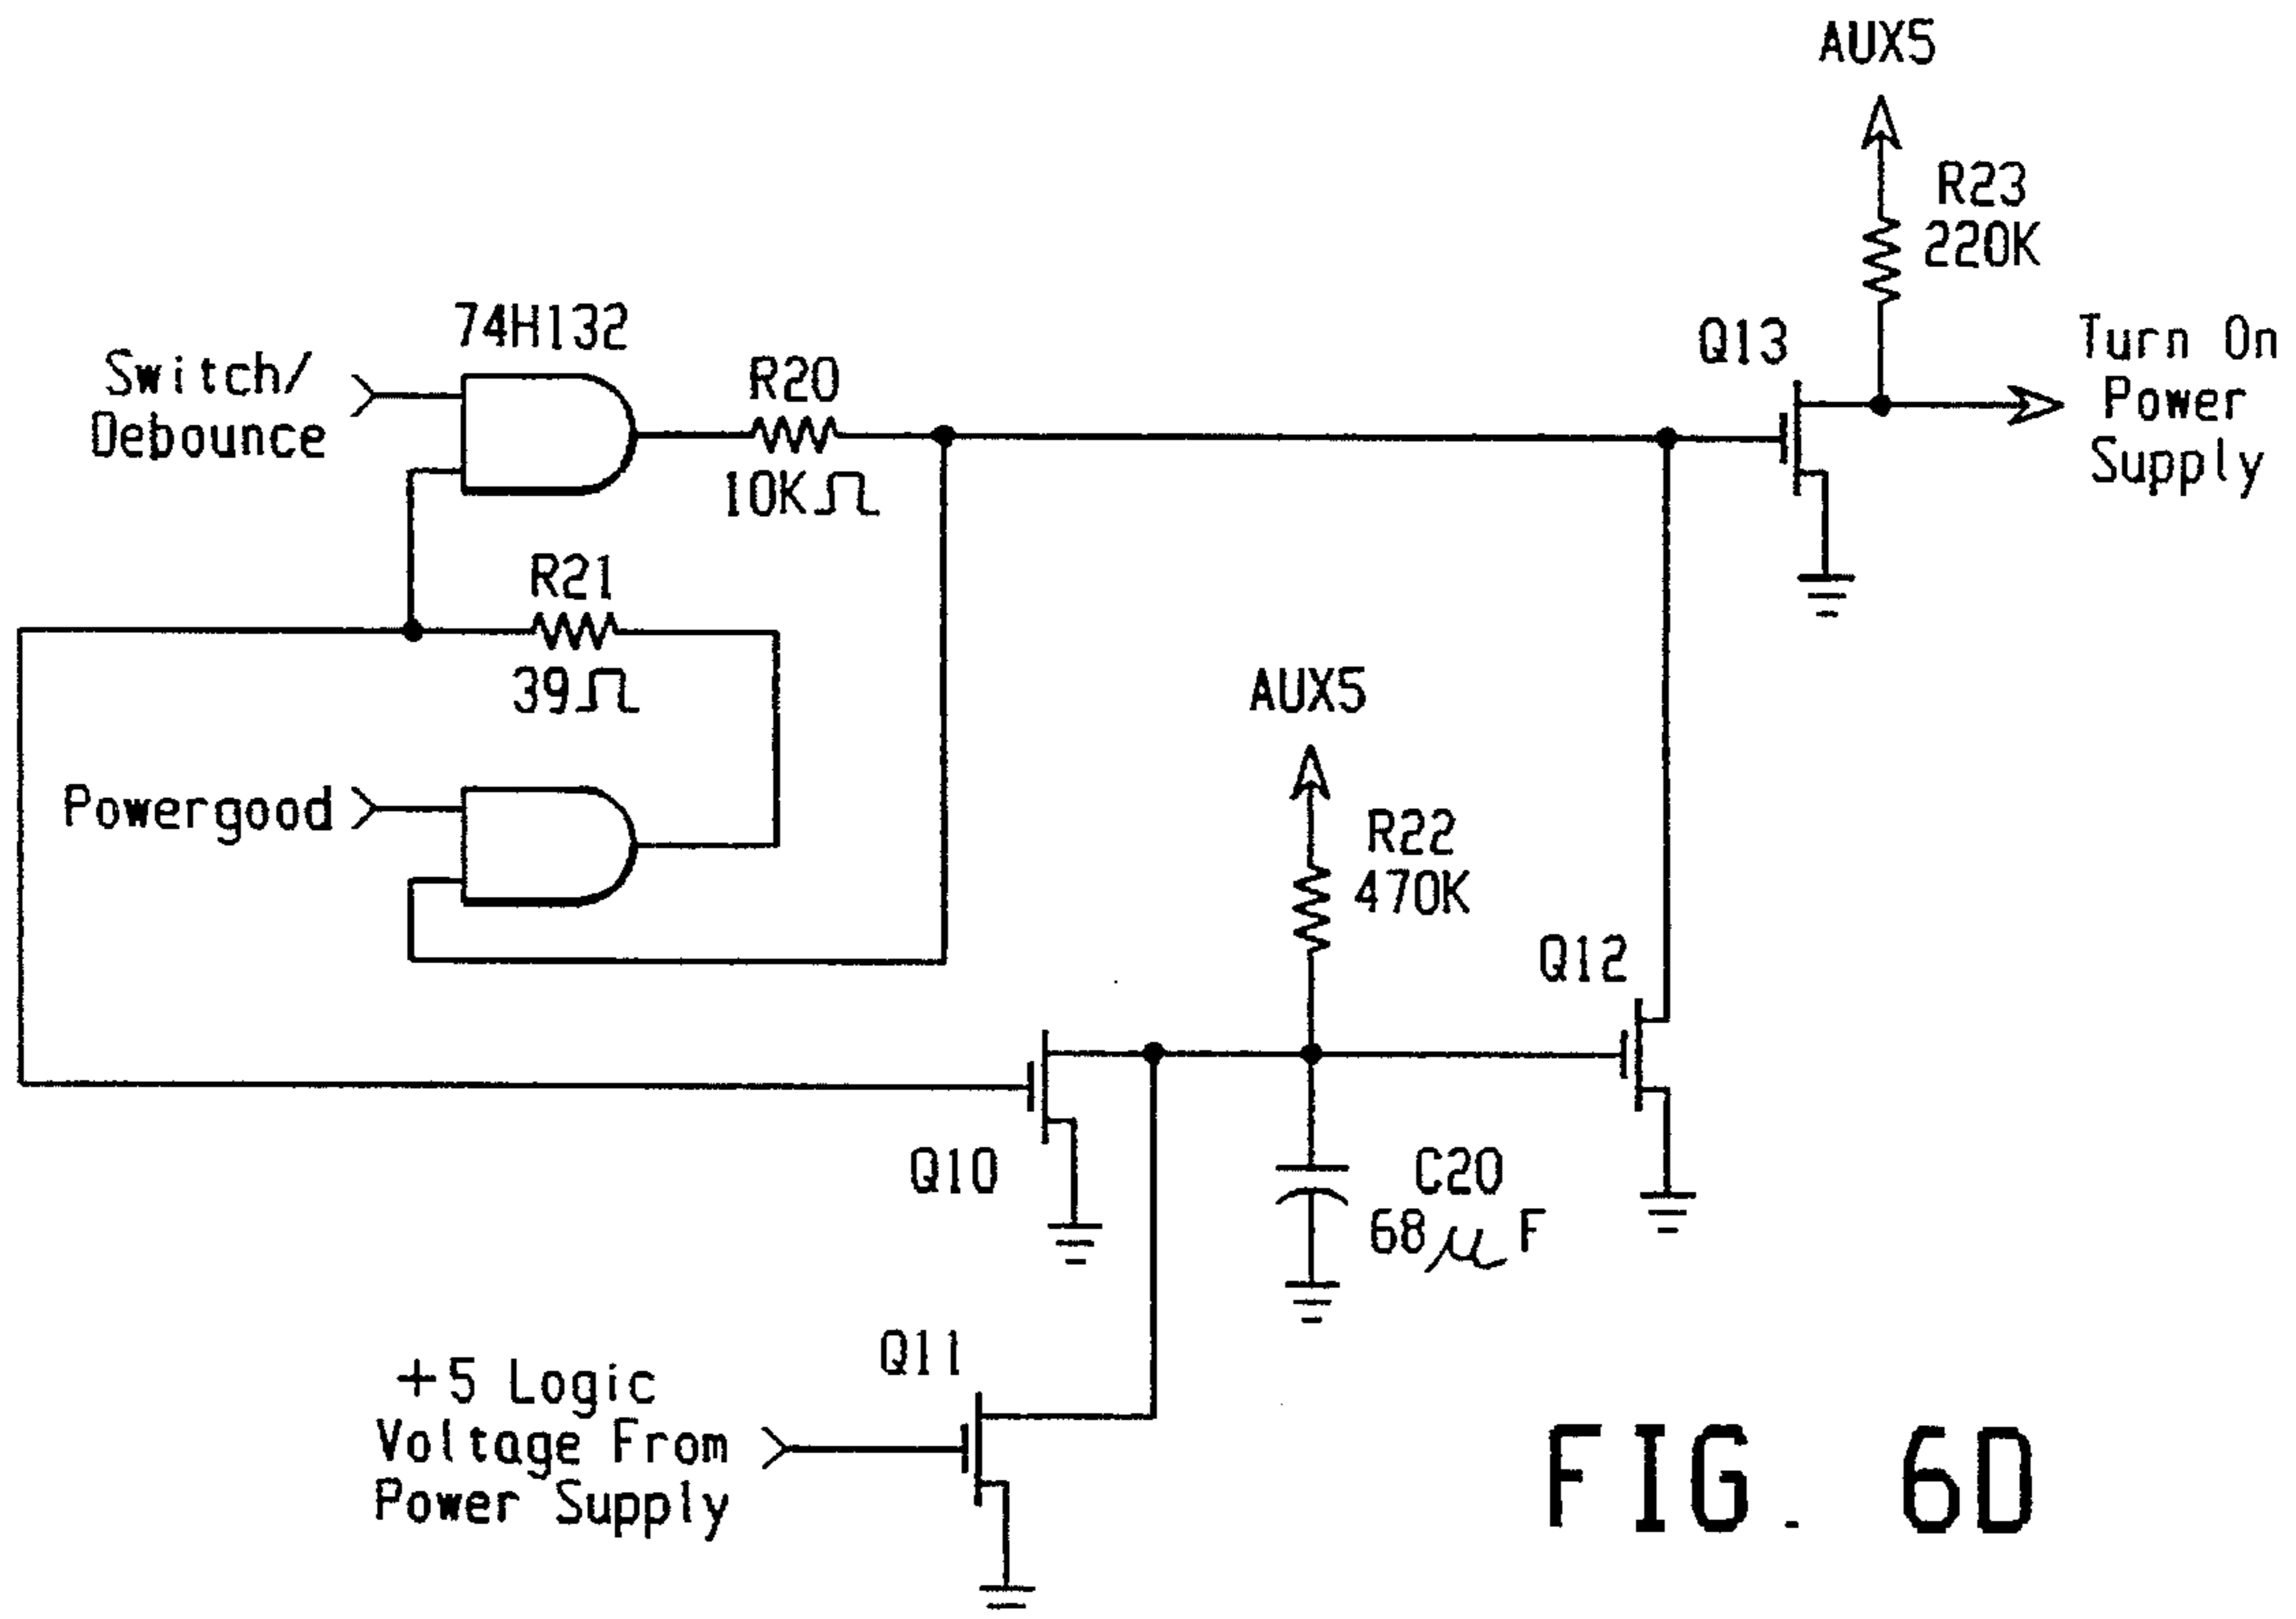 AUX5
R23
220K
Q13
Turn On
Power
Supply
74H132
Switch/
Debounce
R20
10KΩ
R21
39Ω
AUX5
Powergood
R22
470K
Q12
Q10
C20
68μF
Q11
+5 Logic
Voltage From
Power Supply
FIG. 6D